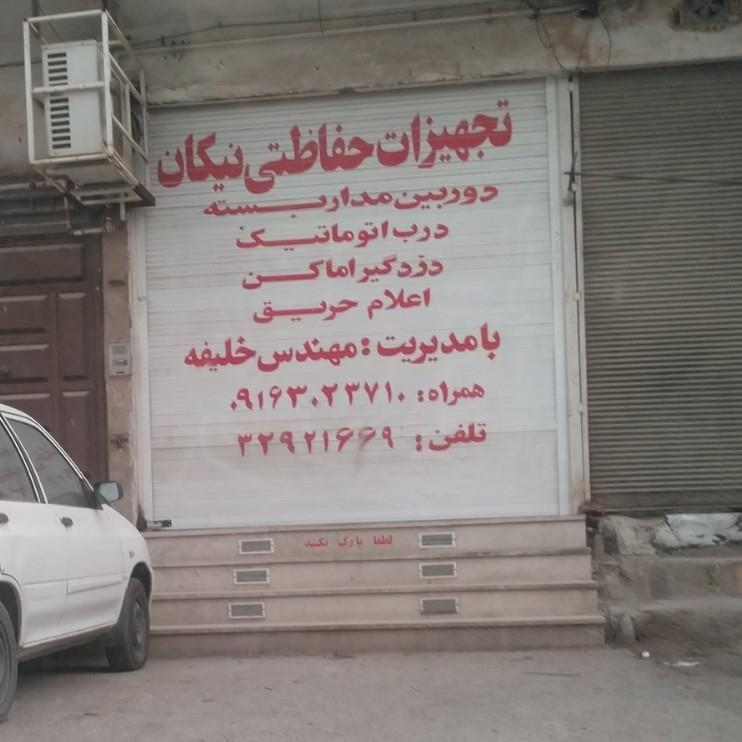 تجهیزات حفاظتی نیکان
دوربین مداربسته
درب اتوماتیک
دزدگیر اماکن
اعلام حریق
با مدیریت : مهندس خلیفه
همراه: ۰۹۱۶۳۰۲۳۷۱۰
تلفن: ۳۲۹۲۱۶۶۹
لطفا پارک نکنید